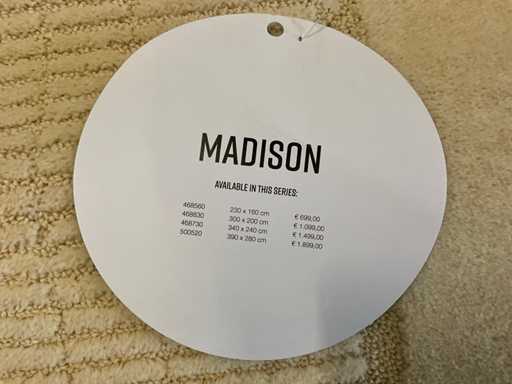 MADISON
AVAILABLE IN THIS SERIES:
468560 230 x 160 cm € 699,00
468630 300 x 200 cm € 1.099,00
468730 340 x 240 cm € 1.499,00
500520 390 x 280 cm € 1.899,00